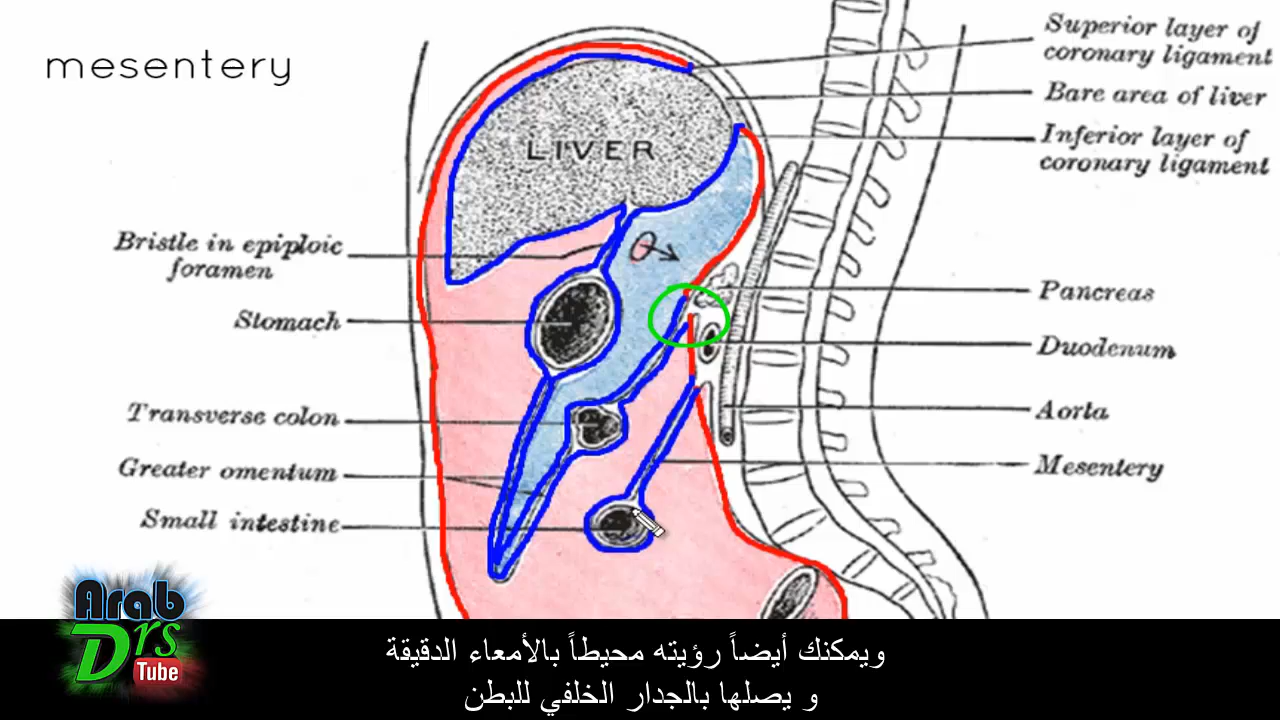 mesentery
Superior layer of
coronary ligament
Bare area of liver
Inferior layer of
coronary ligament
LIVER
Bristle in epiploic
foramen
Stomach
Pancreas
Duodenum
Transverse colon
Aorta
Greater omentum
Mesentery
Small intestine
Arab
Drs
Tube
ويمكنك أيضاً رؤيته محيطاً بالأمعاء الدقيقة
و يصلها بالجدار الخلفي للبطن